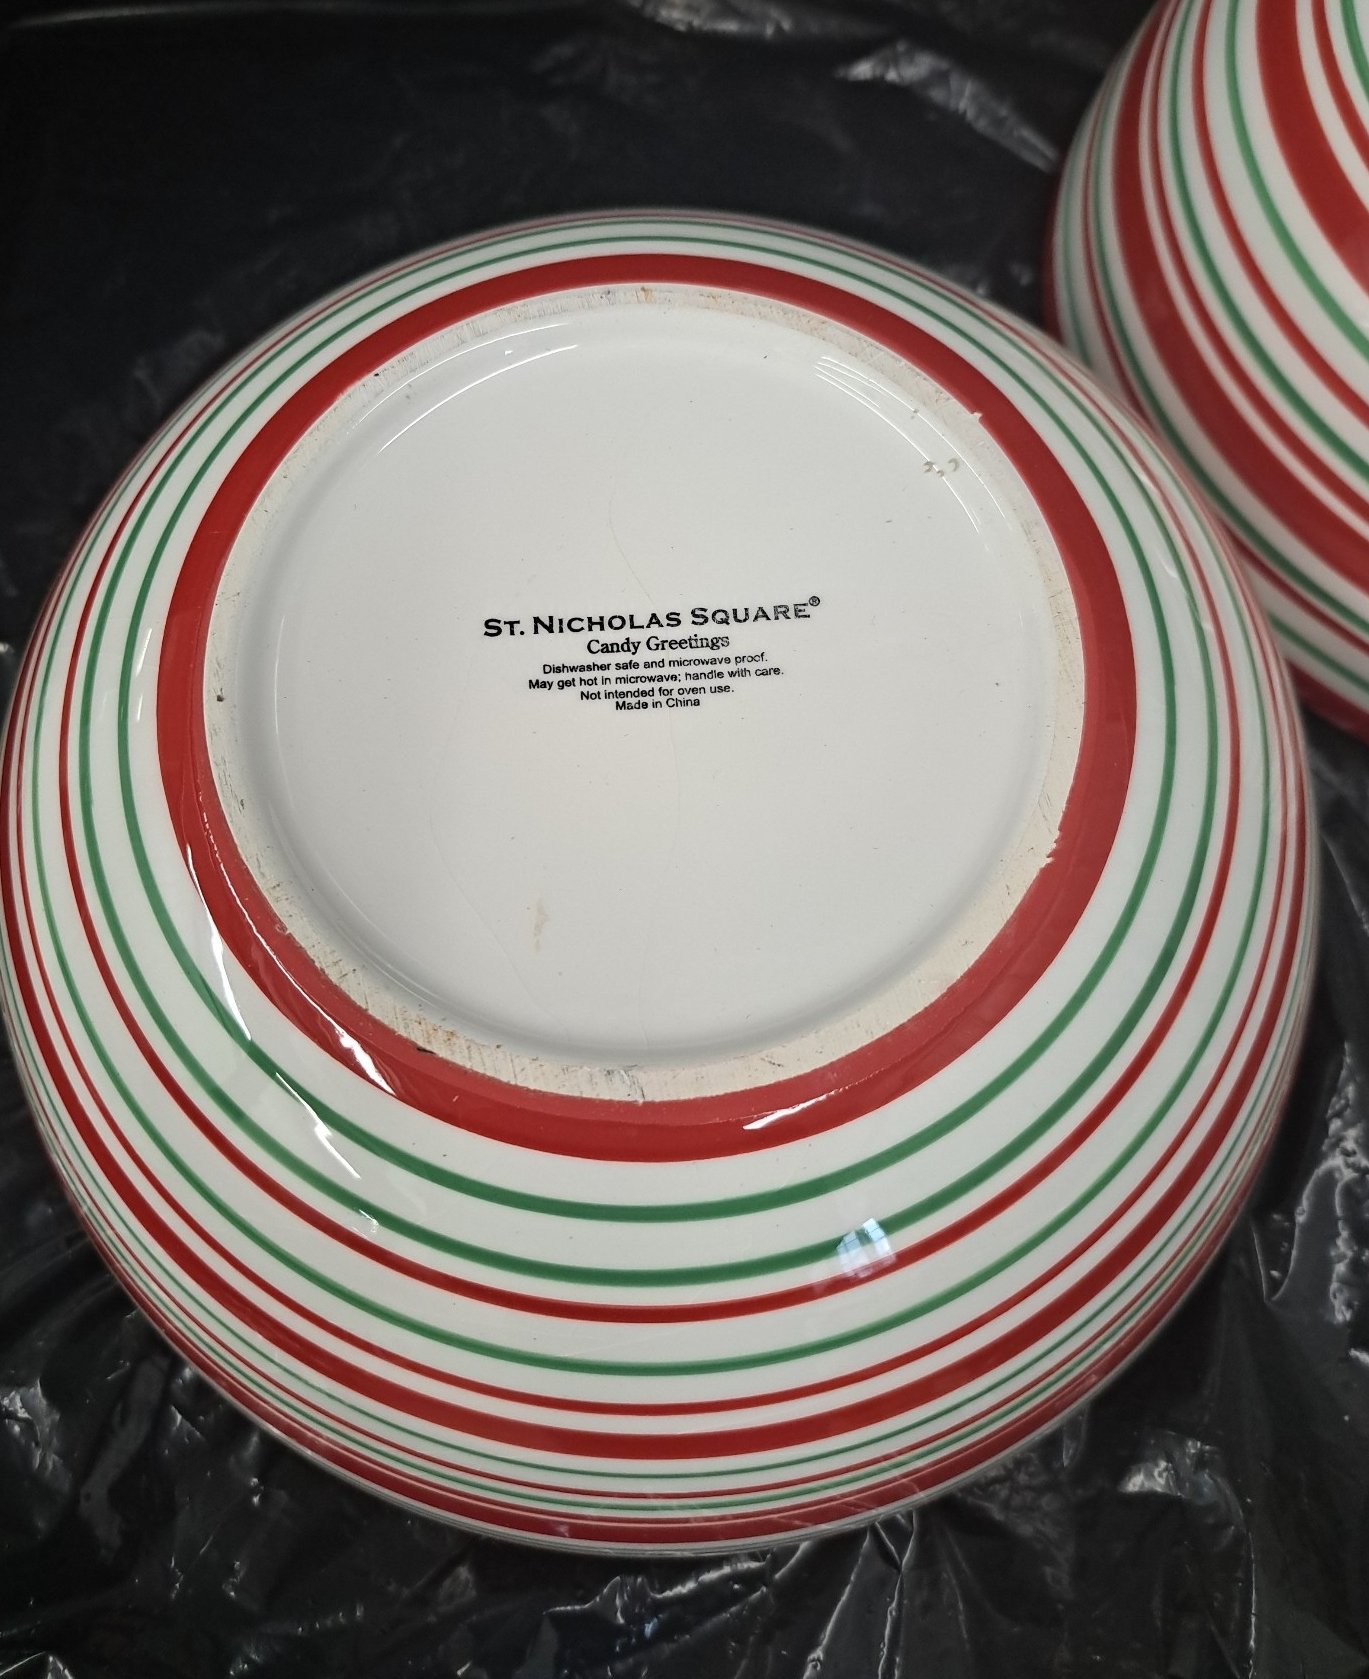 ST. NICHOLAS SQUARE®
Candy Greetings
Dishwasher safe and microwave proof.
May get hot in microwave; handle with care.
Not intended for oven use.
Made in China